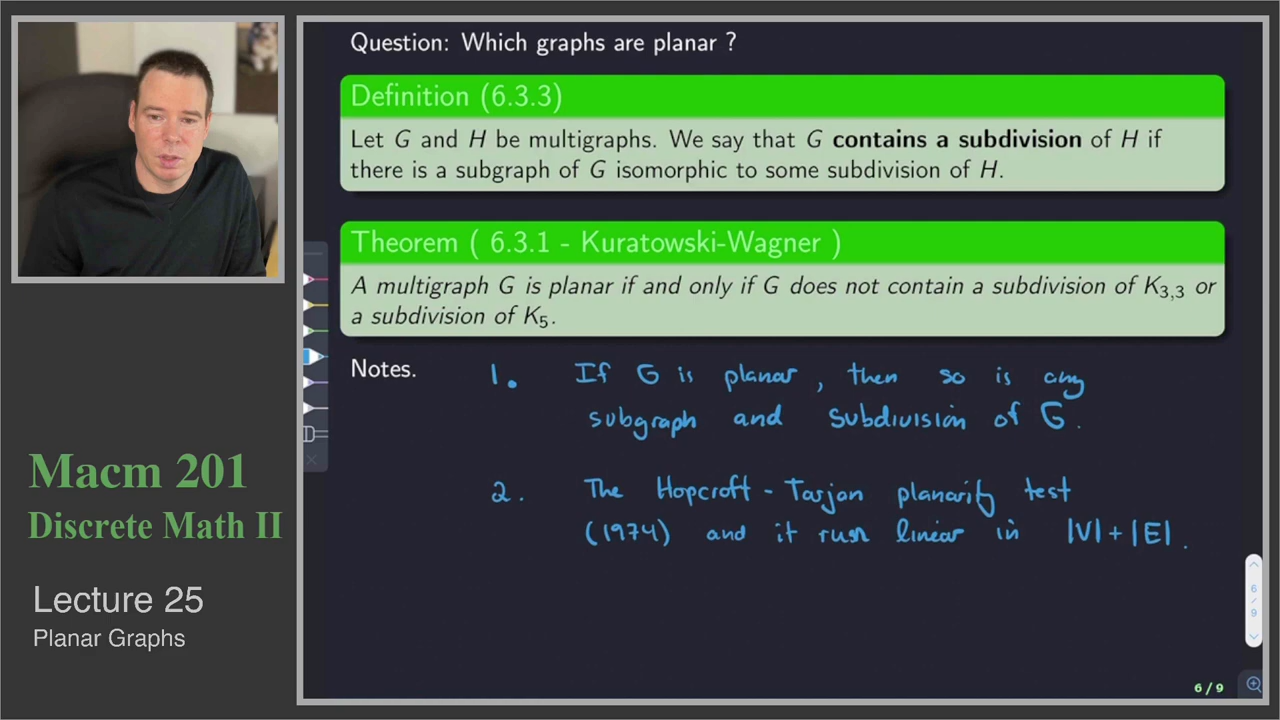 Question: Which graphs are planar ?
Definition (6.3.3)
Let G and H be multigraphs. We say that G contains a subdivision of H if
there is a subgraph of G isomorphic to some subdivision of H.
Theorem ( 6.3.1 - Kuratowski-Wagner )
A multigraph G is planar if and only if G does not contain a subdivision of K3,3 or
a subdivision of K5.
Notes. 1. If G is planar, then so is any
subgraph and subdivision of G.
2. The Hopcroft - Tarjan planarity test
(1974) and it runs linear in |V| + |E|.
Macm 201
Discrete Math II
Lecture 25
Planar Graphs
6
/
9
6 / 9